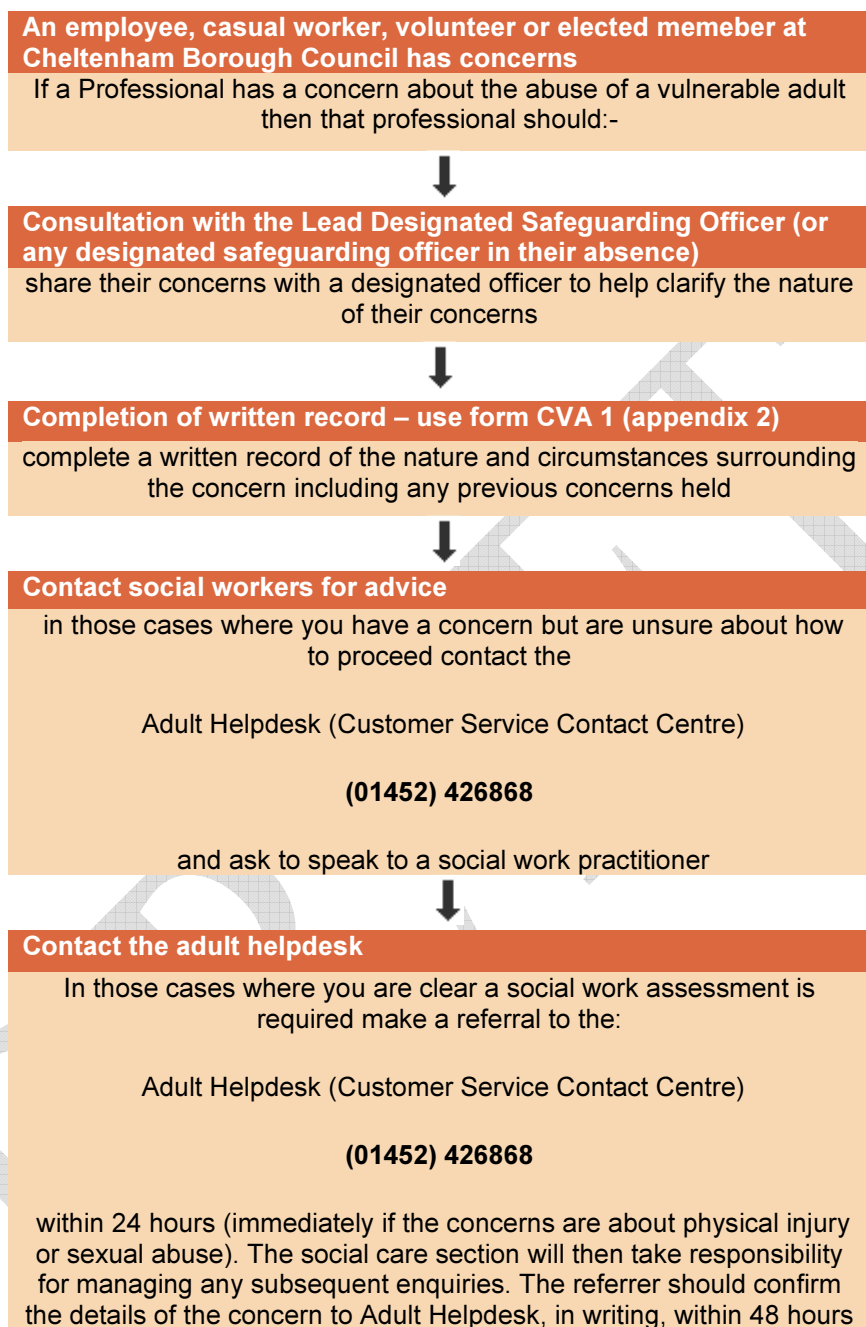 An employee, casual worker, volunteer or elected memeber at
Cheltenham Borough Council has concerns
If a Professional has a concern about the abuse of a vulnerable adult
then that professional should:-
Consultation with the Lead Designated Safeguarding Officer (or
any designated safeguarding officer in their absence)
share their concerns with a designated officer to help clarify the nature
of their concerns
Completion of written record – use form CVA 1 (appendix 2)
complete a written record of the nature and circumstances surrounding
the concern including any previous concerns held
Contact social workers for advice
in those cases where you have a concern but are unsure about how
to proceed contact the
Adult Helpdesk (Customer Service Contact Centre)
(01452) 426868
and ask to speak to a social work practitioner
Contact the adult helpdesk
In those cases where you are clear a social work assessment is
required make a referral to the:
Adult Helpdesk (Customer Service Contact Centre)
(01452) 426868
within 24 hours (immediately if the concerns are about physical injury
or sexual abuse). The social care section will then take responsibility
for managing any subsequent enquiries. The referrer should confirm
the details of the concern to Adult Helpdesk, in writing, within 48 hours